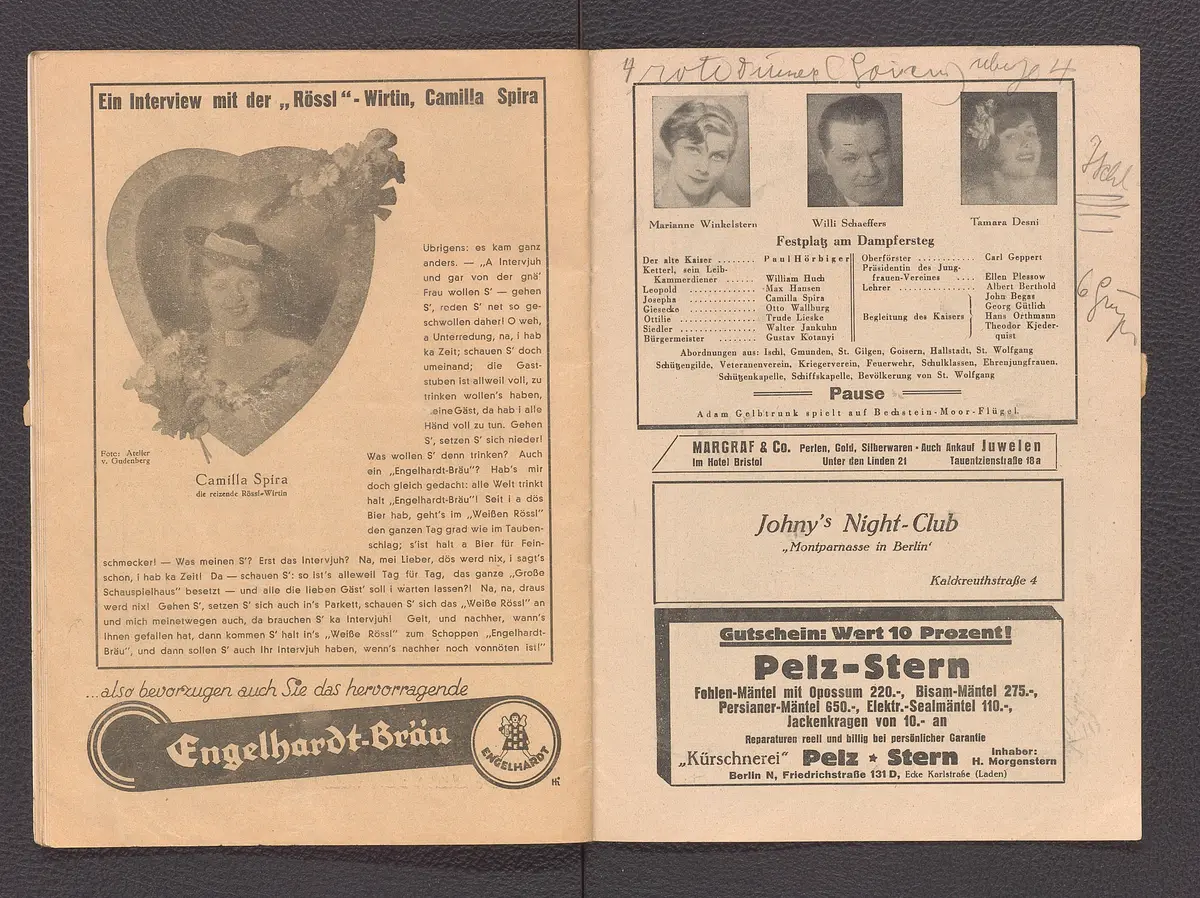 Ein Interview mit der „Rössl“-Wirtin, Camilla Spira
Foto: Atelier
v. Gudenberg
Camilla Spira
die reizende Rössl-Wirtin
Übrigens: es kam ganz
anders. — „A Intervjuh
und gar von der gnä'
Frau wollen S' — gehen
S', reden S' net so ge-
schwollen daher! O weh,
a Unterredung, na, i hab
ka Zeit; schauen S' doch
umeinand; die Gast-
stuben ist allweil voll, zu
trinken wollen's haben,
eine Gäst, da hab i alle
Händ voll zu tun. Gehen
S', setzen S' sich nieder!
Was wollen S' denn trinken? Auch
ein „Engelhardt-Bräu“? Hab's mir
doch gleich gedacht: alle Welt trinkt
halt „Engelhardt-Bräu“! Seit i a dös
Bier hab, geht's im „Weißen Rössl“
den ganzen Tag grad wie im Tauben-
schlag; s'ist halt a Bier für Fein-
schmecker! — Was meinen S'? Erst das Intervjuh? Na, mei Lieber, dös werd nix, i sagt's
schon, i hab ka Zeit! Da — schauen S': so ist's alleweil Tag für Tag, das ganze „Große
Schauspielhaus“ besetzt — und alle die lieben Gäst' soll i warten lassen?! Na, na, draus
werd nix! Gehen S', setzen S' sich auch in's Parkett, schauen S' sich das „Weiße Rössl“ an
und mich meinetwegen auch, da brauchen S' ka Intervjuh! Gelt, und nachher, wann's
Ihnen gefallen hat, dann kommen S' halt in's „Weiße Rössl“ zum Schoppen „Engelhardt-
Bräu“, und dann sollen S' auch Ihr Intervjuh haben, wenn's nachher noch vonnöten ist!“
...also bevorzugen auch Sie das hervorragende
Engelhardt-Bräu
ENGELHARDT
4 rote 4
Marianne Winkelstern
Willi Schaeffers
Tamara Desni
Ischl
6
Festplatz am Dampfersteg
Der alte Kaiser ........ Paul Hörbiger
Ketterl, sein Leib-
Kammerdiener ...... William Huch
Leopold .................. Max Hansen
Josepha ................ Camilla Spira
Giesecke ................ Otto Wallburg
Ottilie .................. Trude Lieske
Siedler .................. Walter Jankuhn
Bürgermeister ........ Gustav Kotanyi
Oberförster ............ Carl Geppert
Präsidentin des Jung-
frauen-Vereines .... Ellen Plessow
Lehrer .................. Albert Berthold
Begleitung des Kaisers
John Begas
Georg Gütlich
Hans Orthmann
Theodor Kjeder-
quist
Abordnungen aus: Ischl, Gmunden, St. Gilgen, Goisern, Hallstadt, St. Wolfgang
Schützengilde, Veteranenverein, Kriegerverein, Feuerwehr, Schulklassen, Ehrenjungfrauen.
Schützenkapelle, Schiffskapelle, Bevölkerung von St. Wolfgang
Pause
Adam Gelbtrunk spielt auf Bechstein-Moor-Flügel.
MARGRAF & Co. Perlen, Gold, Silberwaren · Auch Ankauf Juwelen
Im Hotel Bristol Unter den Linden 21 Tauentzienstraße 18a
Johny's Night-Club
„Montparnasse in Berlin‘
Kalckreuthstraße 4
Gutschein: Wert 10 Prozent!
Pelz-Stern
Fohlen-Mäntel mit Opossum 220.-, Bisam-Mäntel 275.-,
Persianer-Mäntel 650.-, Elektr.-Sealmäntel 110.-,
Jackenkragen von 10.- an
Reparaturen reell und billig bei persönlicher Garantie
„Kürschnerei“ Pelz ★ Stern Inhaber:
H. Morgenstern
Berlin N, Friedrichstraße 131 D, Ecke Karlstraße (Laden)